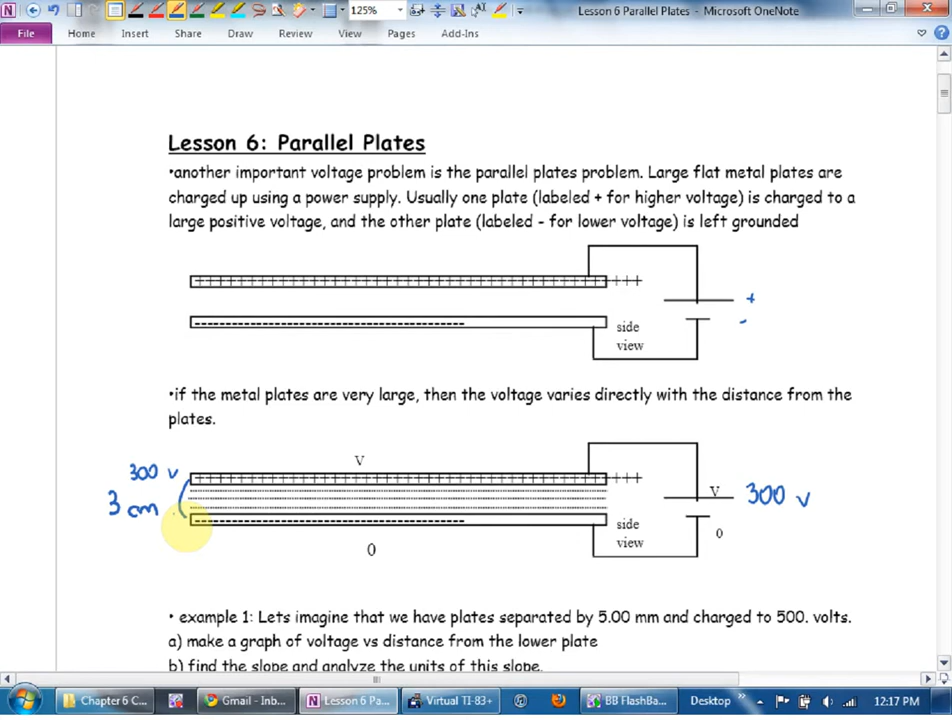 125%
Lesson 6 Parallel Plates - Microsoft OneNote
File Home Insert Share Draw Review View Pages Add-Ins
Lesson 6: Parallel Plates
•another important voltage problem is the parallel plates problem. Large flat metal plates are
charged up using a power supply. Usually one plate (labeled + for higher voltage) is charged to a
large positive voltage, and the other plate (labeled - for lower voltage) is left grounded
+
-
side
view
•if the metal plates are very large, then the voltage varies directly with the distance from the
plates.
V
300 v
3 cm
V
300 v
side
view
0
0
• example 1: Lets imagine that we have plates separated by 5.00 mm and charged to 500. volts.
a) make a graph of voltage vs distance from the lower plate
b) find the slope and analyze the units of this slope.
Chapter 6 C... Gmail - Inb... Lesson 6 Pa... Virtual TI-83+ BB FlashBa... Desktop 12:17 PM